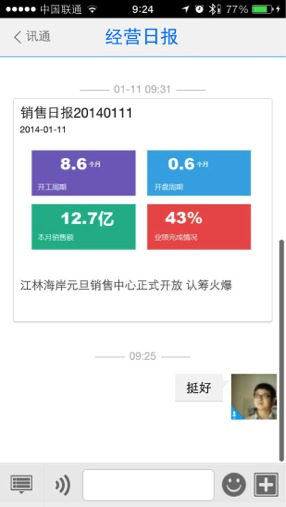 中国联通 9:24 77%
讯通 经营日报
01-11 09:31
销售日报20140111
2014-01-11
8.6个月
开工周期
0.6个月
开盘周期
12.7亿
本月销售额
43%
业绩完成情况
江林海岸元旦销售中心正式开放 认筹火爆
09:25
挺好